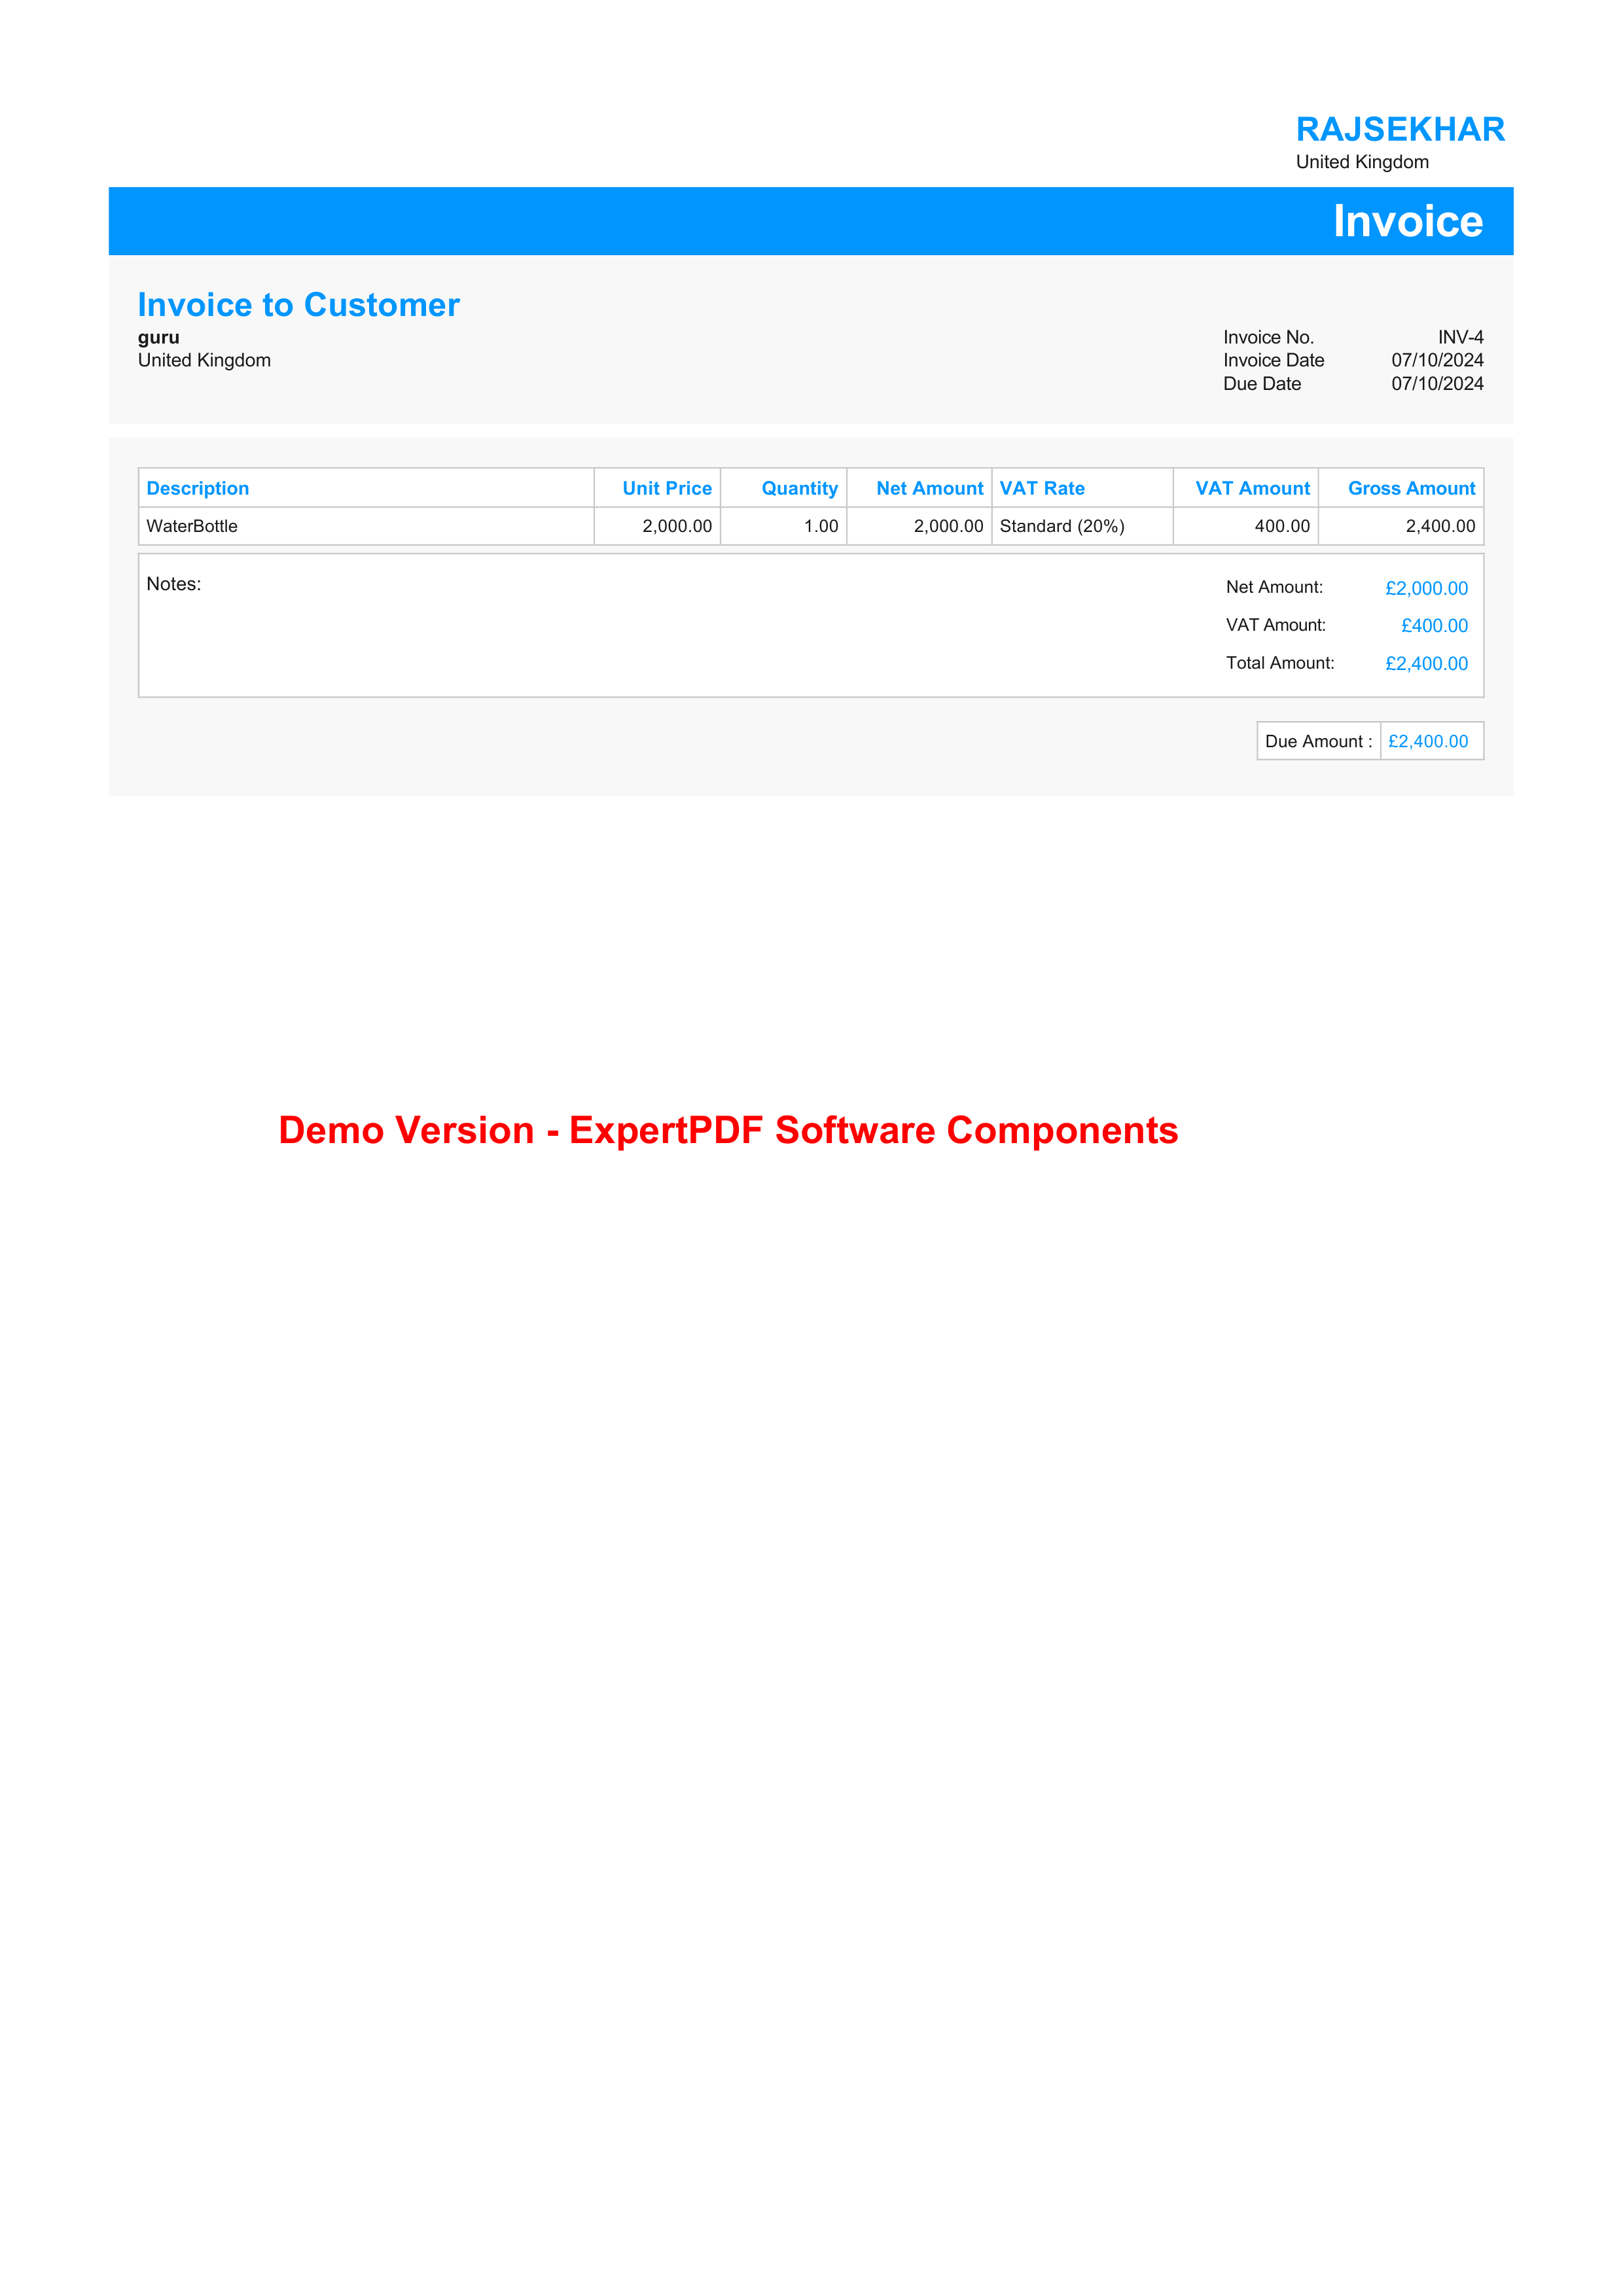 RAJSEKHAR
United Kingdom
Invoice
Invoice to Customer
guru
United Kingdom
Invoice No. INV-4
Invoice Date 07/10/2024
Due Date 07/10/2024
Description Unit Price Quantity Net Amount VAT Rate VAT Amount Gross Amount
WaterBottle 2,000.00 1.00 2,000.00 Standard (20%) 400.00 2,400.00
Notes:
Net Amount: £2,000.00
VAT Amount: £400.00
Total Amount: £2,400.00
Due Amount : £2,400.00
Demo Version - ExpertPDF Software Components